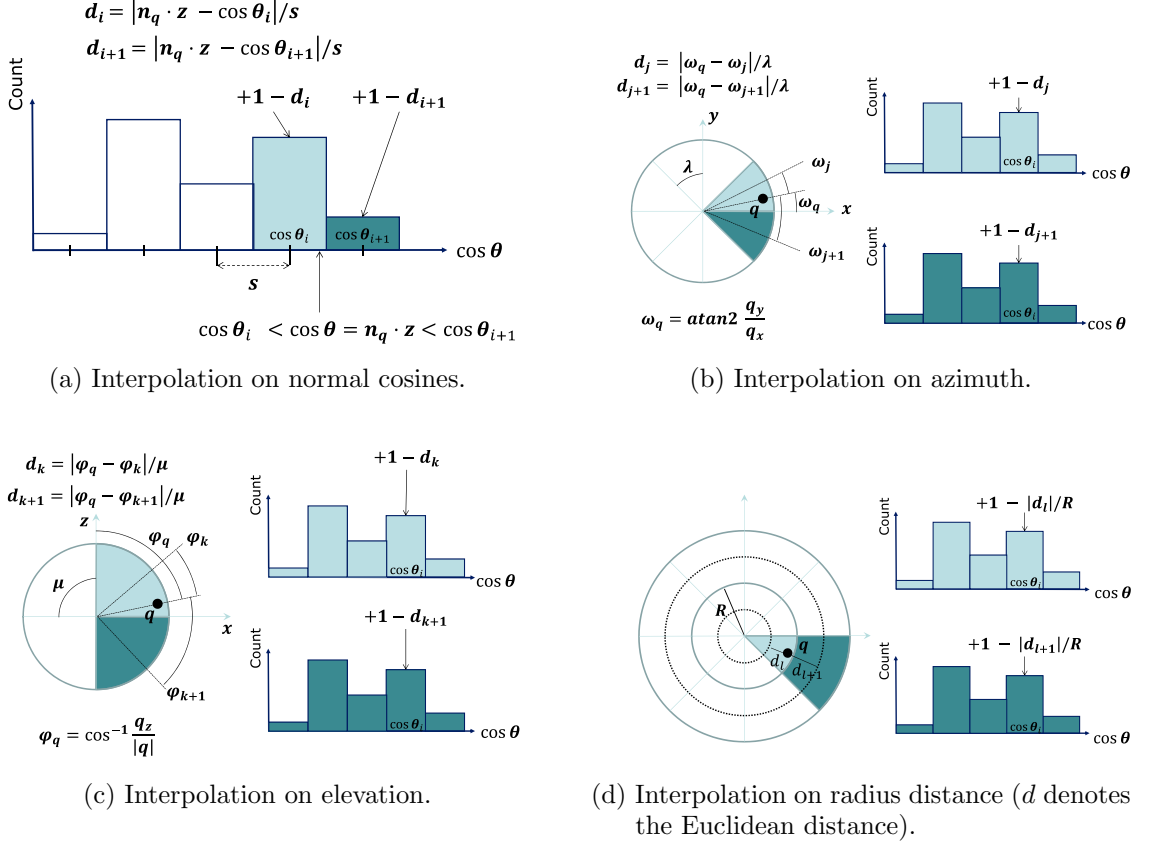 d_i = |n_q · z − cos θ_i|/s
d_{i+1} = |n_q · z − cos θ_{i+1}|/s
Count
+1 − d_i
+1 − d_{i+1}
cos θ_i
cos θ_{i+1}
cos θ
s
cos θ_i < cos θ = n_q · z < cos θ_{i+1}
(a) Interpolation on normal cosines.
d_j = |ω_q − ω_j|/λ
d_{j+1} = |ω_q − ω_{j+1}|/λ
y
λ
ω_j
q
ω_q
x
ω_{j+1}
ω_q = atan2 q_y/q_x
Count
+1 − d_j
cos θ_i
cos θ
Count
+1 − d_{j+1}
cos θ_i
cos θ
(b) Interpolation on azimuth.
d_k = |φ_q − φ_k|/μ
d_{k+1} = |φ_q − φ_{k+1}|/μ
z
φ_q
φ_k
μ
q
x
φ_{k+1}
φ_q = cos⁻¹ q_z/|q|
Count
+1 − d_k
cos θ_i
cos θ
Count
+1 − d_{k+1}
cos θ_i
cos θ
(c) Interpolation on elevation.
R
q
d_l
d_{l+1}
Count
+1 − |d_l|/R
cos θ_i
cos θ
Count
+1 − |d_{l+1}|/R
cos θ_i
cos θ
(d) Interpolation on radius distance (d denotes
the Euclidean distance).